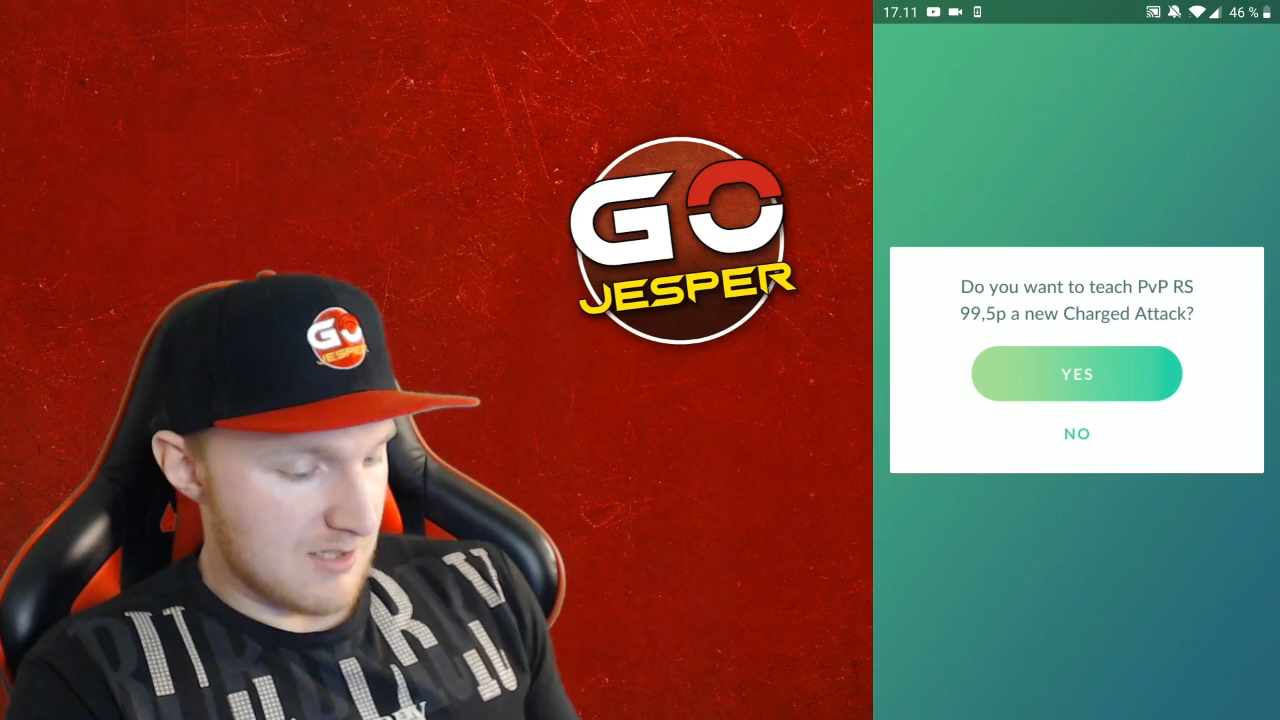 GO
JESPER
GO
JESPER
17.11
46 %
Do you want to teach PvP RS
99,5p a new Charged Attack?
YES
NO